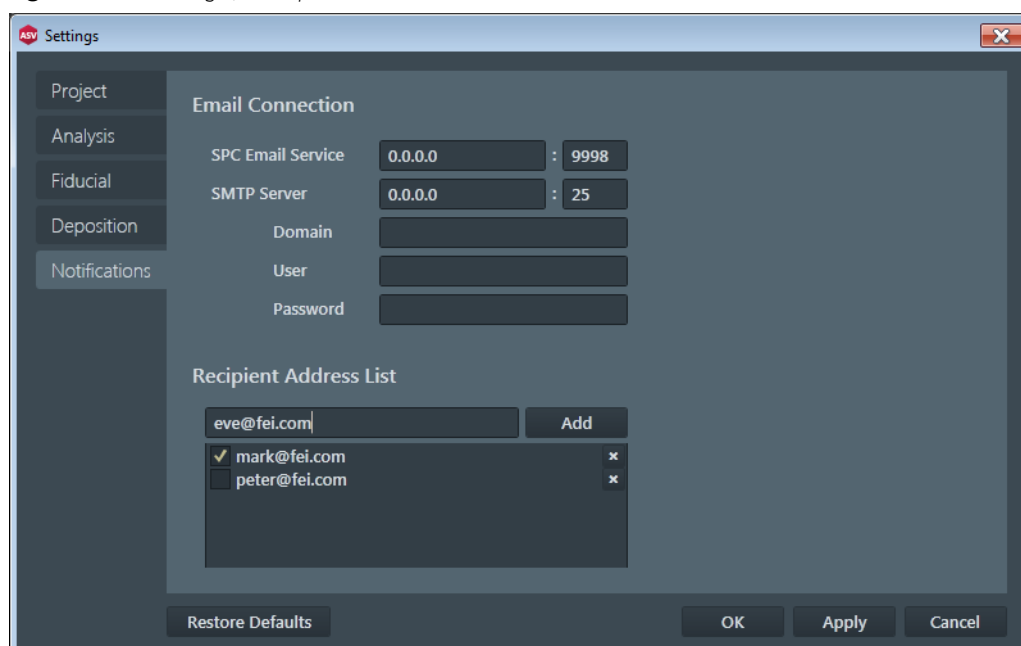 ASV Settings
Project
Analysis
Fiducial
Deposition
Notifications
Email Connection
SPC Email Service 0.0.0.0 : 9998
SMTP Server 0.0.0.0 : 25
Domain
User
Password
Recipient Address List
eve@fei.com Add
mark@fei.com
peter@fei.com
Restore Defaults OK Apply Cancel